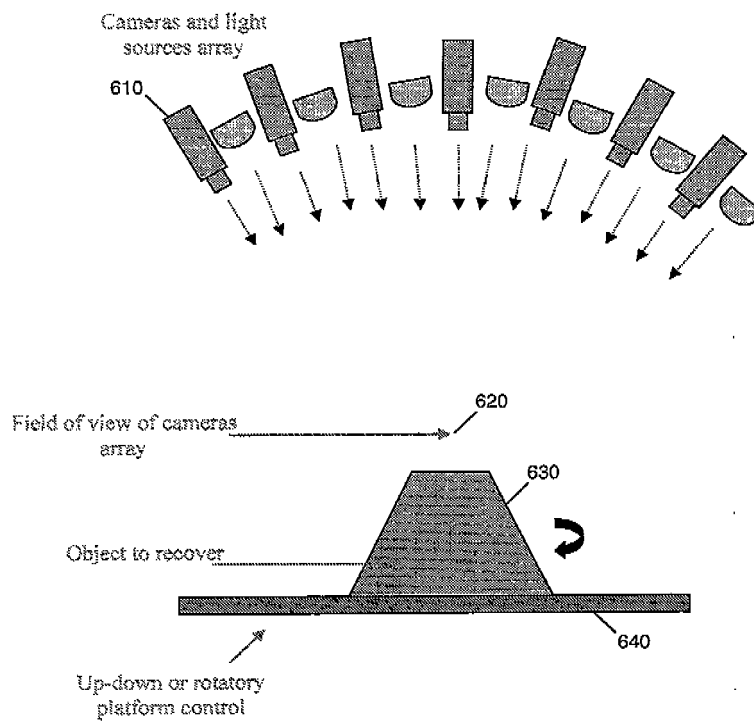 Cameras and light
sources array
610
Field of view of cameras
array
620
630
Object to recover
640
Up-down or rotatory
platform control